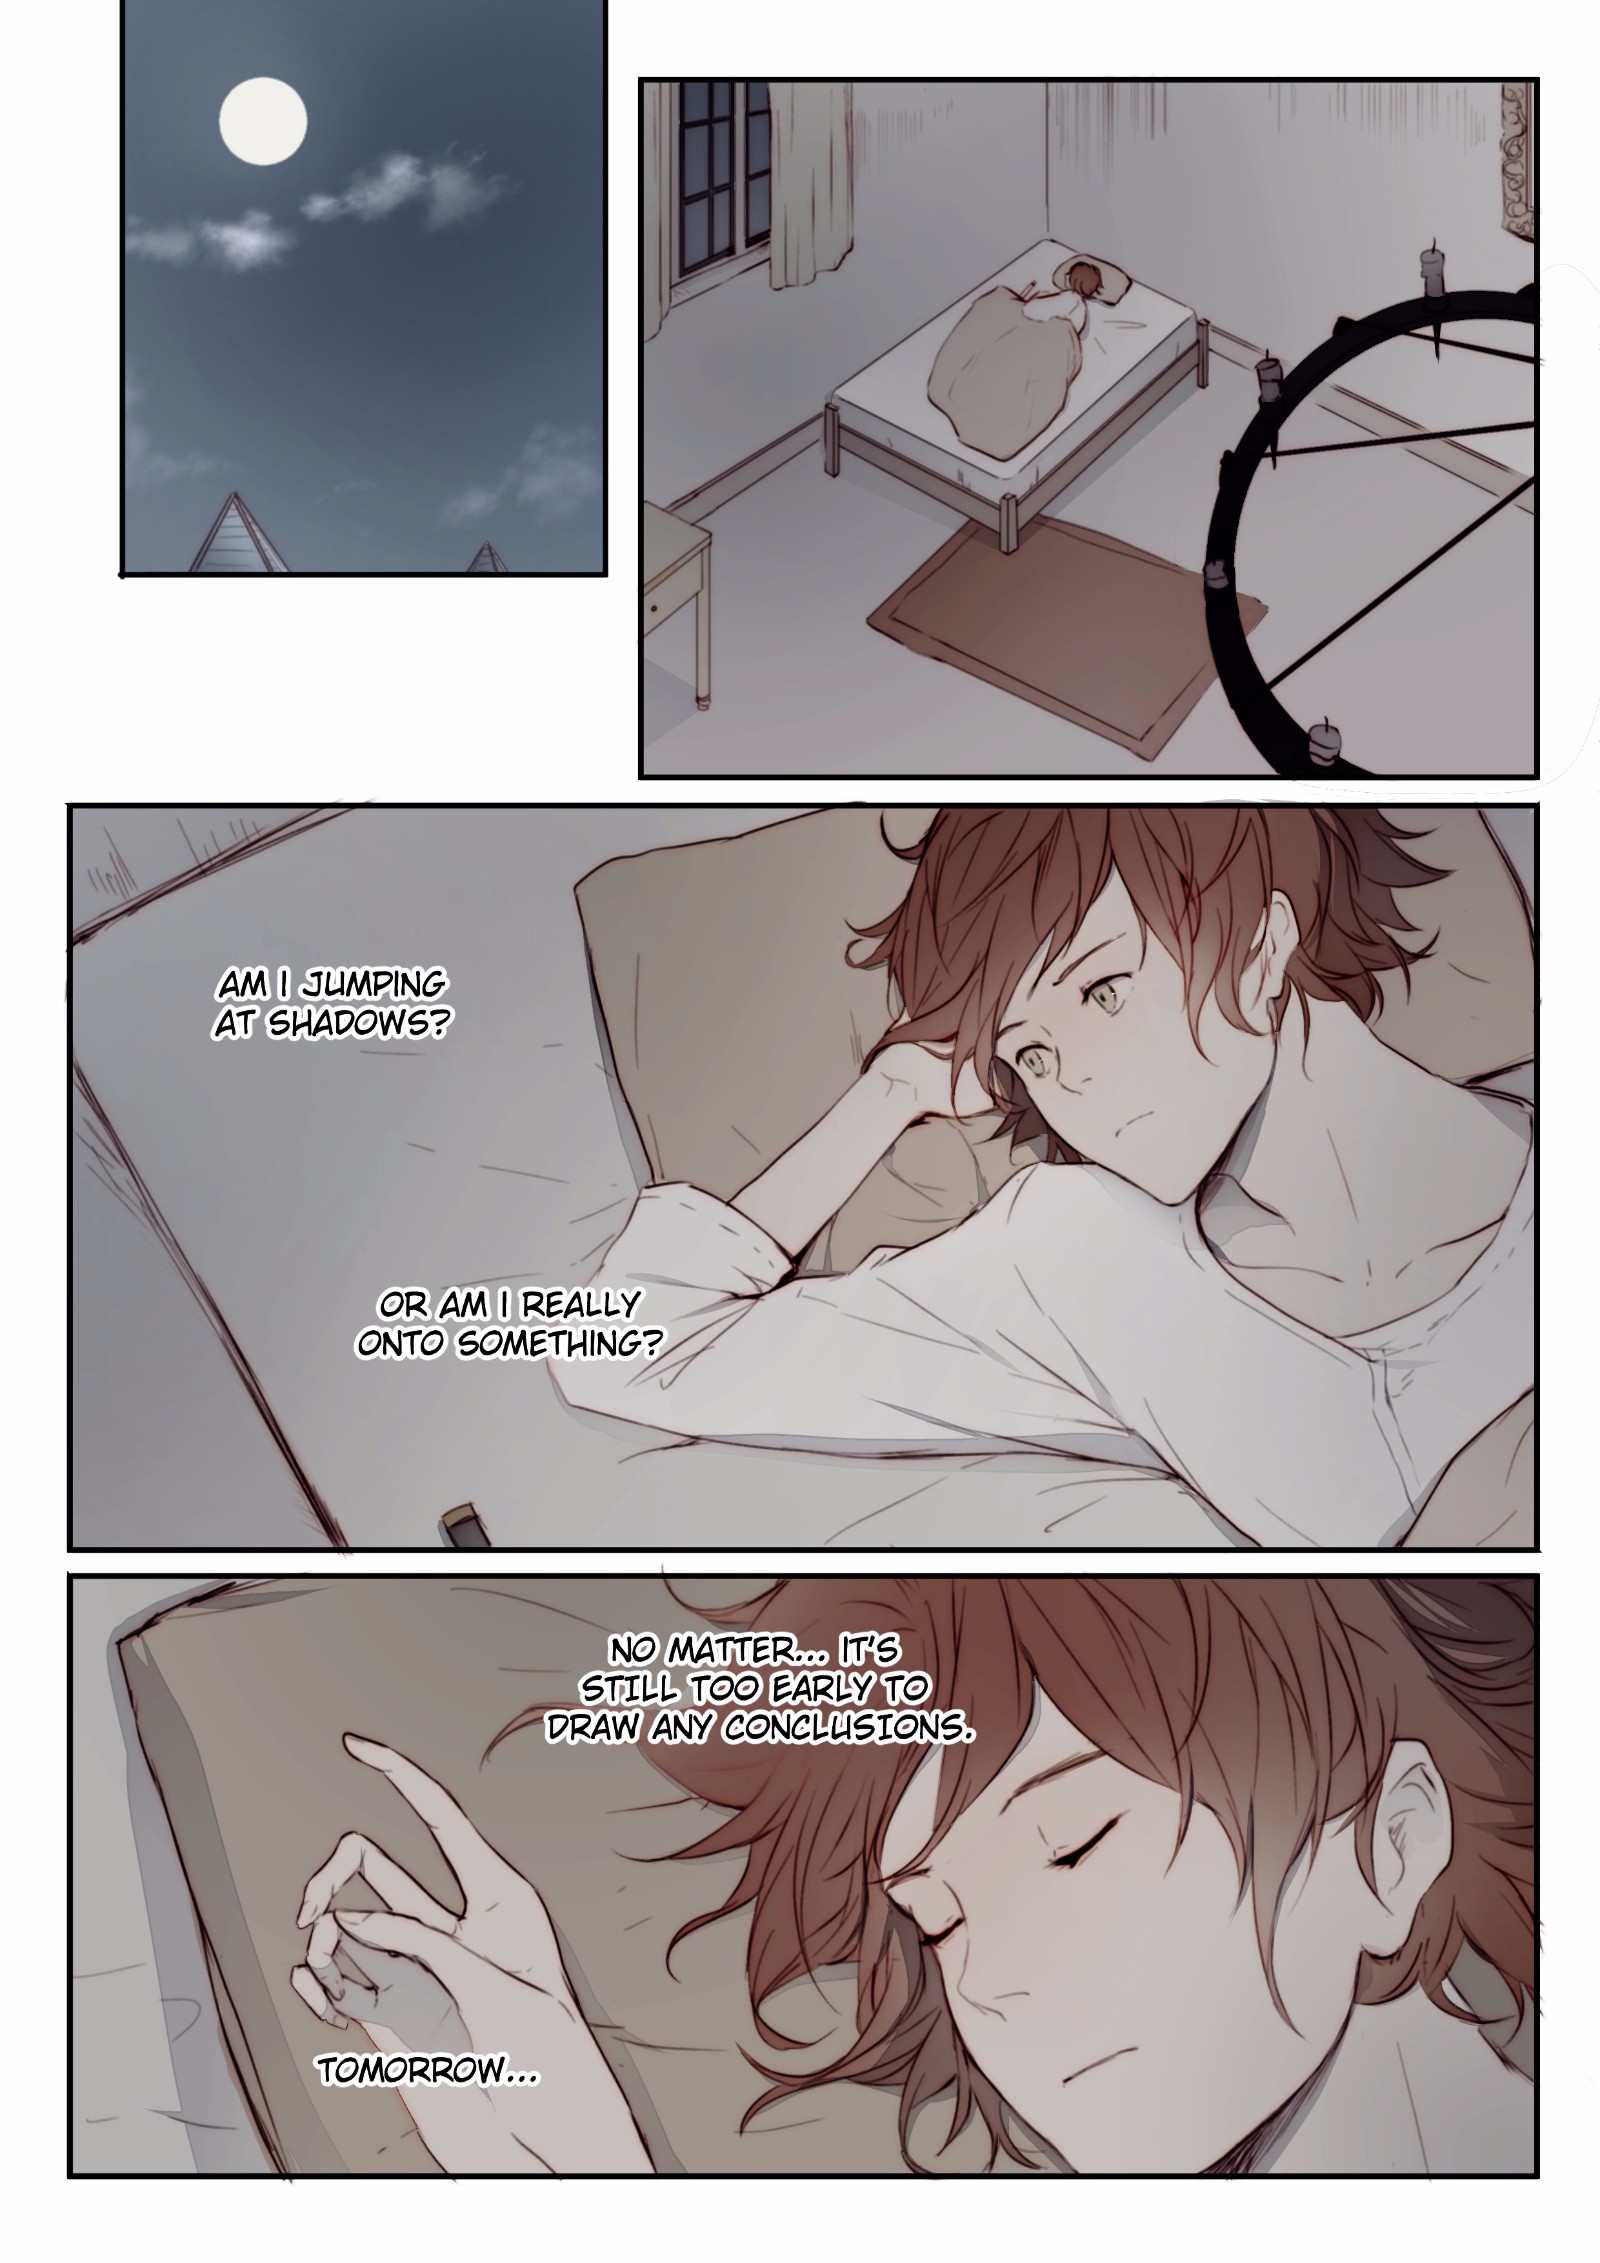 AM I JUMPING
AT SHADOWS?
OR AM I REALLY
ONTO SOMETHING?
NO MATTER... IT'S
STILL TOO EARLY TO
DRAW ANY CONCLUSIONS.
TOMORROW...